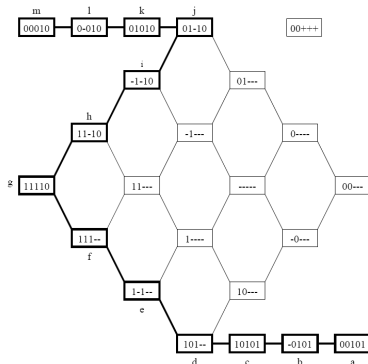 m l k j
00010 0-010 01010 01-10 00+++
i
-1-10 01---
h
11-10 -1--- 0----
g 11110 11--- ----- 00---
111-- 1---- -0---
f
1-1-- 10---
e
101-- 10101 -0101 00101
d c b a